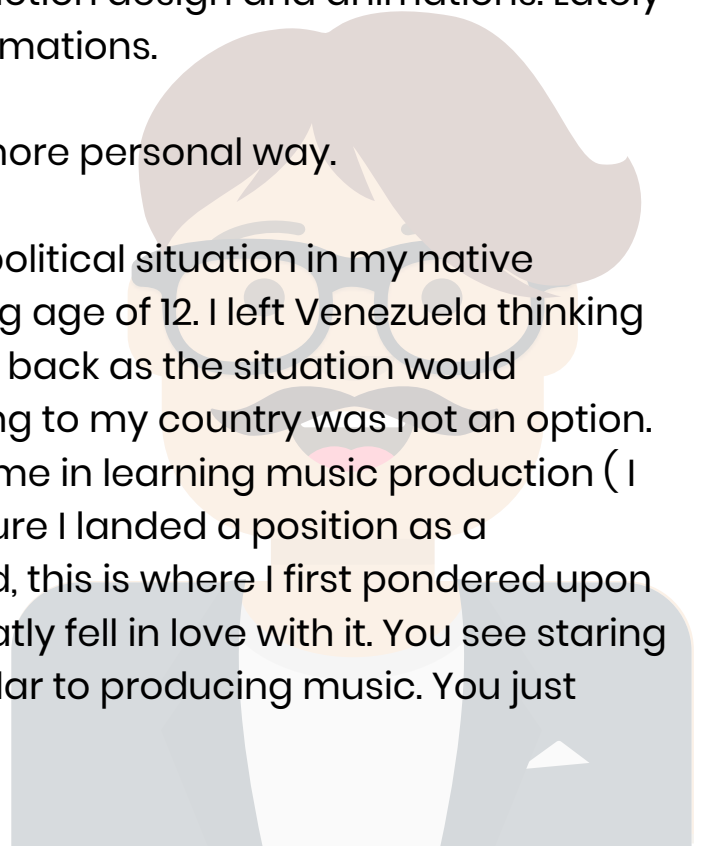 design and animations. Lately
mations.
more personal way.
political situation in my native
g age of 12. I left Venezuela thinking
back as the situation would
ng to my country was not an option.
me in learning music production ( I
ure I landed a position as a
d, this is where I first pondered upon
atly fell in love with it. You see staring
lar to producing music. You just